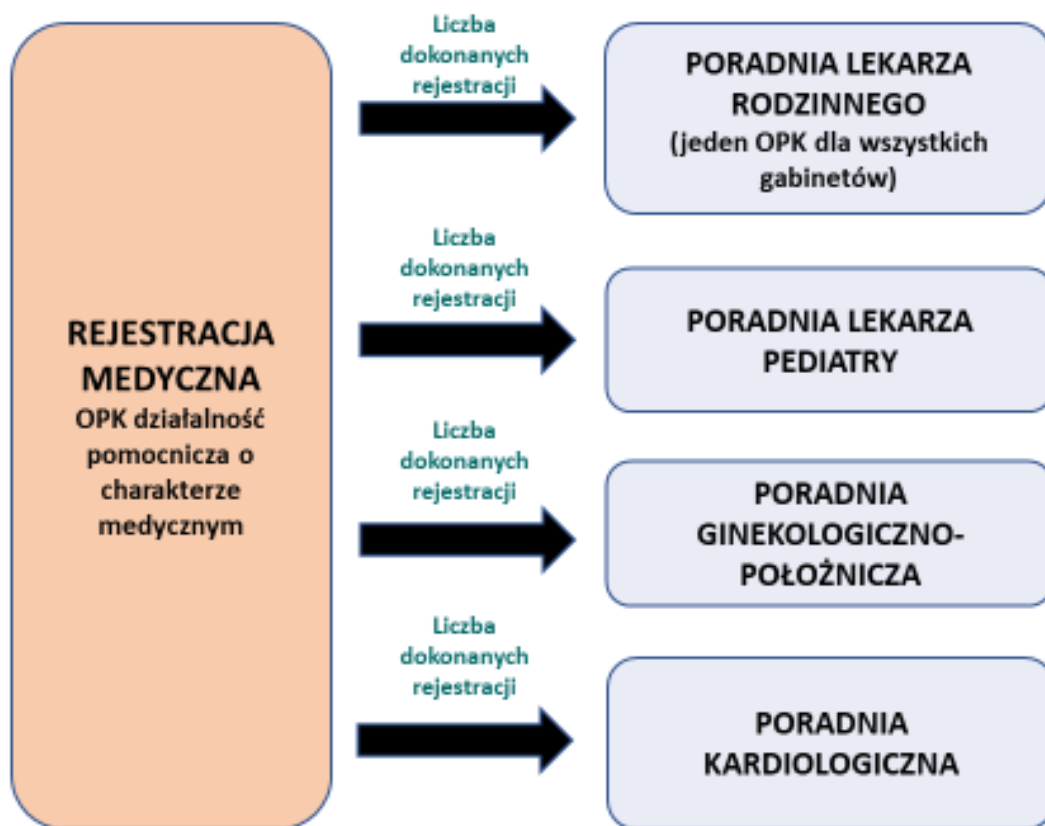 REJESTRACJA
MEDYCZNA
OPK działalność
pomocnicza o
charakterze
medycznym
Liczba
dokonanych
rejestracji
PORADNIA LEKARZA
RODZINNEGO
(jeden OPK dla wszystkich
gabinetów)
Liczba
dokonanych
rejestracji
PORADNIA LEKARZA
PEDIATRY
Liczba
dokonanych
rejestracji
PORADNIA
GINEKOLOGICZNO-
POŁOŻNICZA
Liczba
dokonanych
rejestracji
PORADNIA
KARDIOLOGICZNA